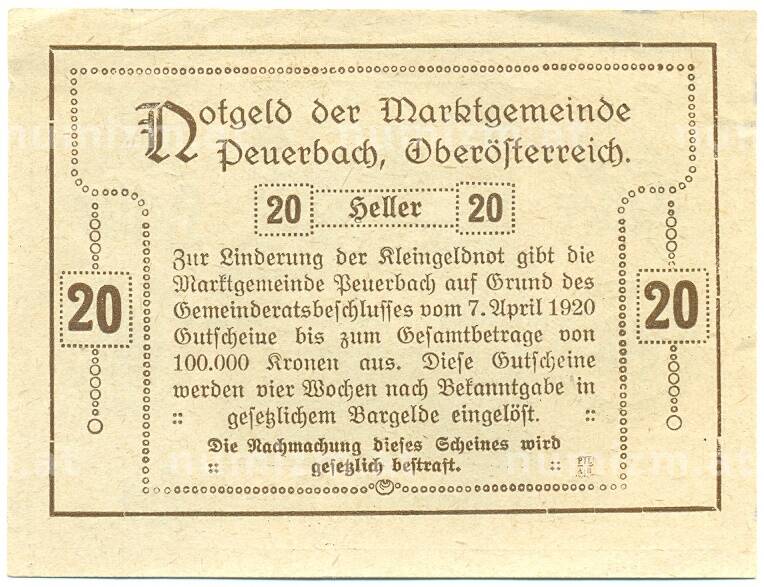 Notgeld der Marktgemeinde
Peuerbach, Oberösterreich.
20 Heller 20
Zur Linderung der Kleingeldnot gibt die
Marktgemeinde Peuerbach auf Grund des
Gemeinderatsbeschlusses vom 7. April 1920
20 20
Gutscheine bis zum Gesamtbetrage von
100.000 Kronen aus. Diese Gutscheine
werden vier Wochen nach Bekanntgabe in
:: gesetzlichem Bargelde eingelöst. ::
Die Nachmachung dieses Scheines wird
:: gesetzlich bestraft.